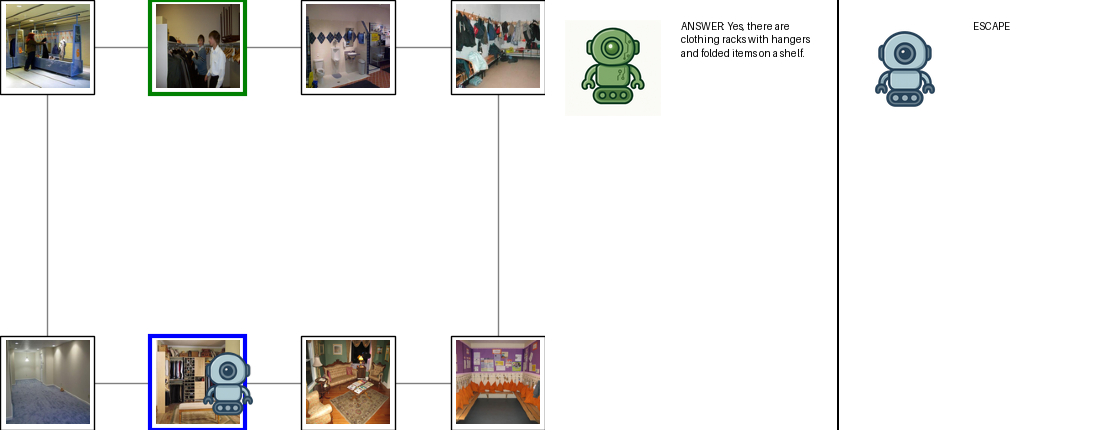 ANSWER: Yes, there are
clothing racks with hangers
and folded items on a shelf.
ESCAPE